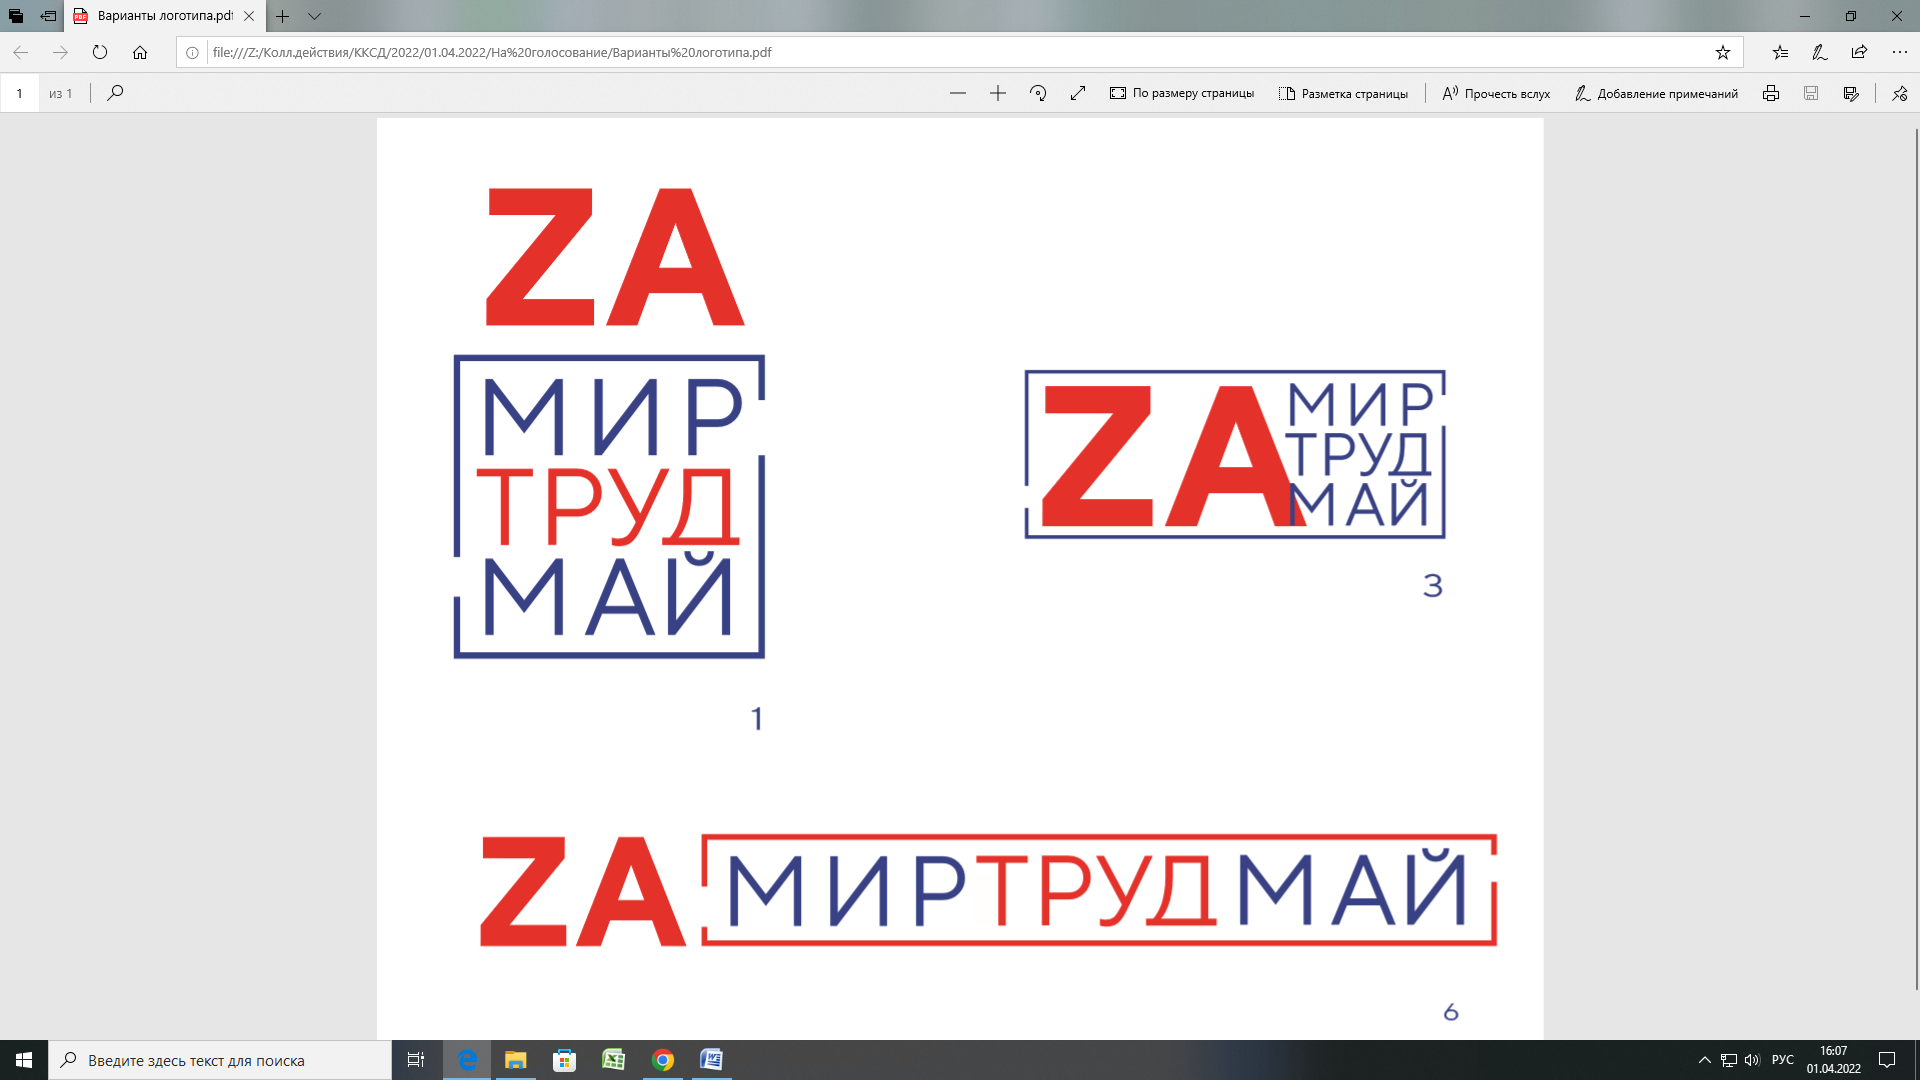 Варианты логотипа.pdf
file:///Z:/Колл.действия/ККСД/2022/01.04.2022/На%20голосование/Варианты%20логотипа.pdf
1 из 1
По размеру страницы
Разметка страницы
Прочесть вслух
Добавление примечаний
ZA
МИР
ТРУД
МАЙ
1
ZA
МИР
ТРУД
МАЙ
3
ZA МИРТРУДМАЙ
6
Введите здесь текст для поиска
РУС
16:07
01.04.2022